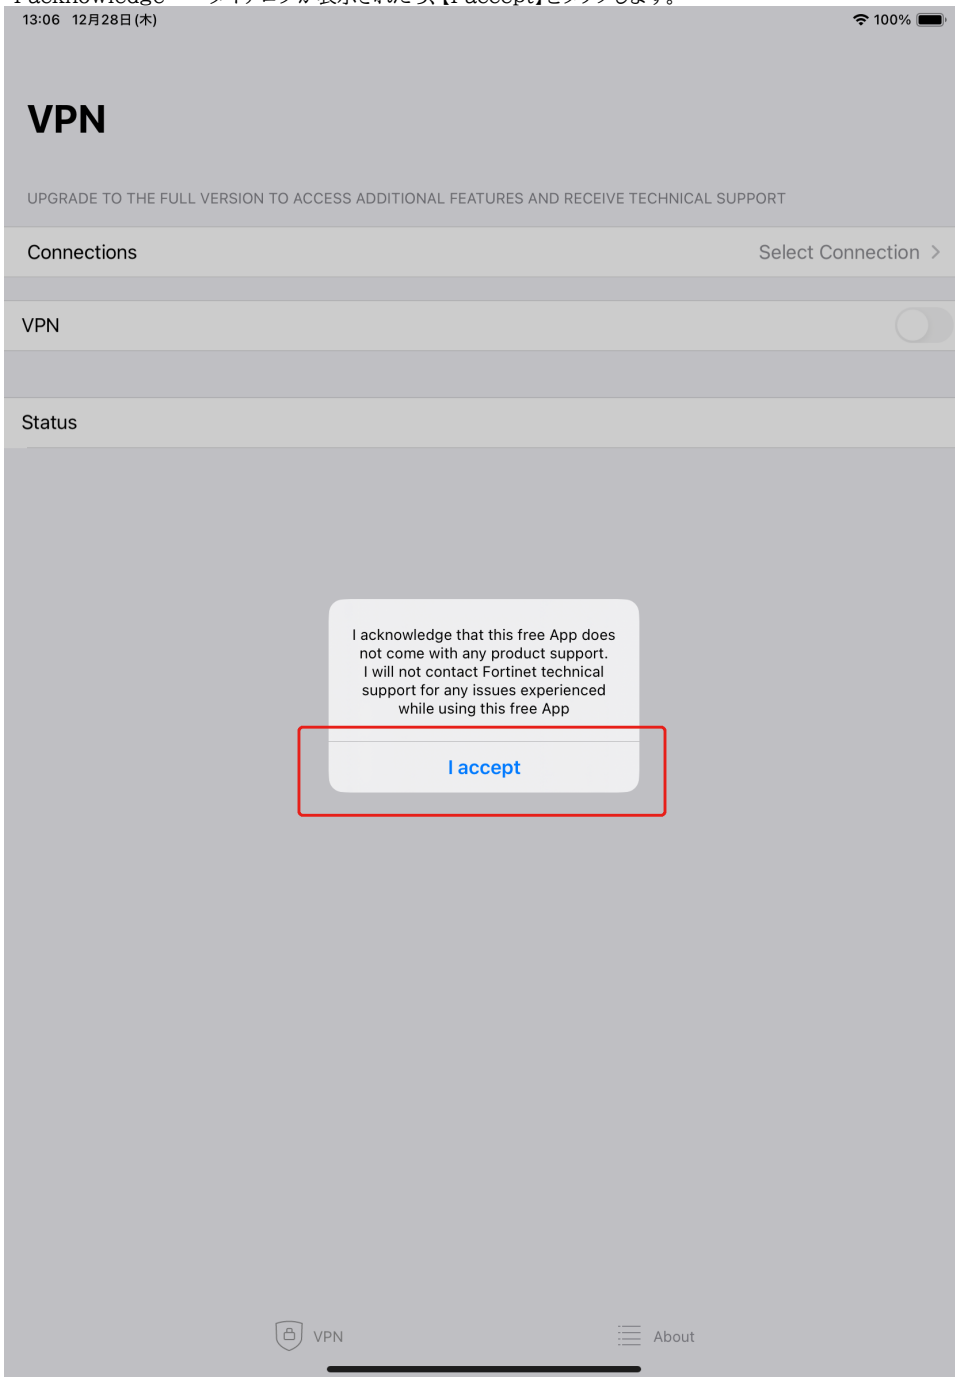 13:06 12月28日(木)
100%
VPN
UPGRADE TO THE FULL VERSION TO ACCESS ADDITIONAL FEATURES AND RECEIVE TECHNICAL SUPPORT
Connections
Select Connection
VPN
Status
I acknowledge that this free App does
not come with any product support.
I will not contact Fortinet technical
support for any issues experienced
while using this free App
I accept
VPN
About